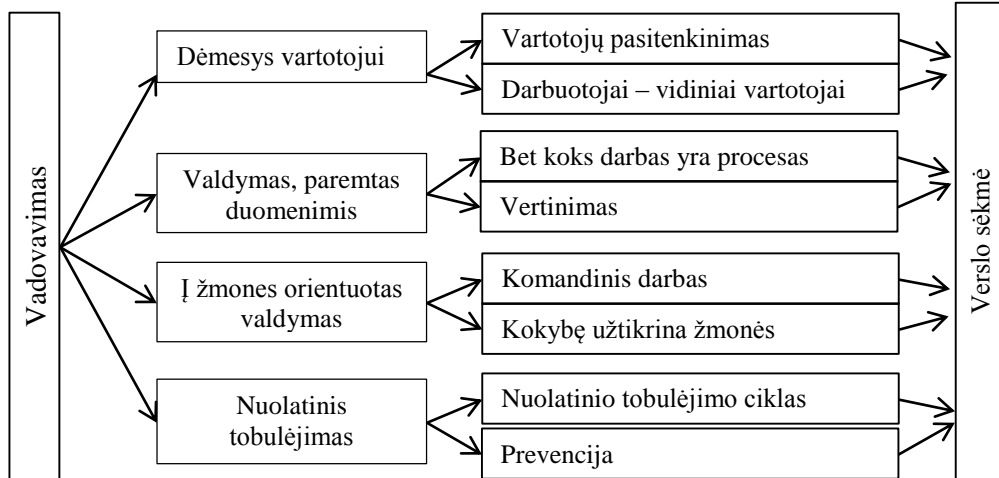 Vadovavimas
Dėmesys vartotojui
Vartotojų pasitenkinimas
Darbuotojai – vidiniai vartotojai
Valdymas, paremtas
duomenimis
Bet koks darbas yra procesas
Vertinimas
Į žmones orientuotas
valdymas
Komandinis darbas
Kokybę užtikrina žmonės
Nuolatinis
tobulėjimas
Nuolatinio tobulėjimo ciklas
Prevencija
Verslo sėkmė